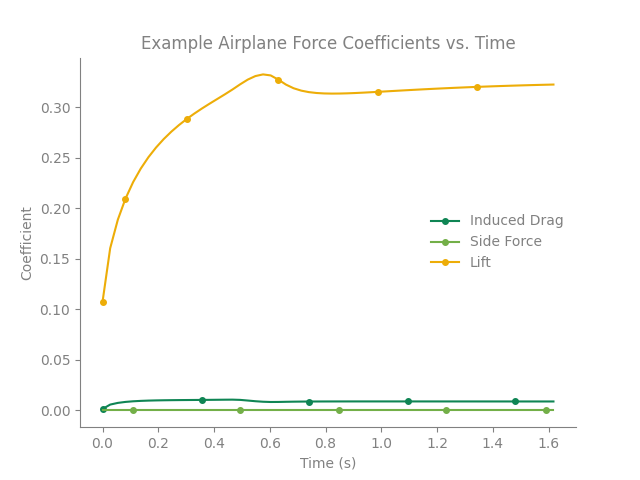 Example Airplane Force Coefficients vs. Time
Coefficient
0.30
0.25
0.20
0.15
0.10
0.05
0.00
Induced Drag
Side Force
Lift
0.0 0.2 0.4 0.6 0.8 1.0 1.2 1.4 1.6
Time (s)